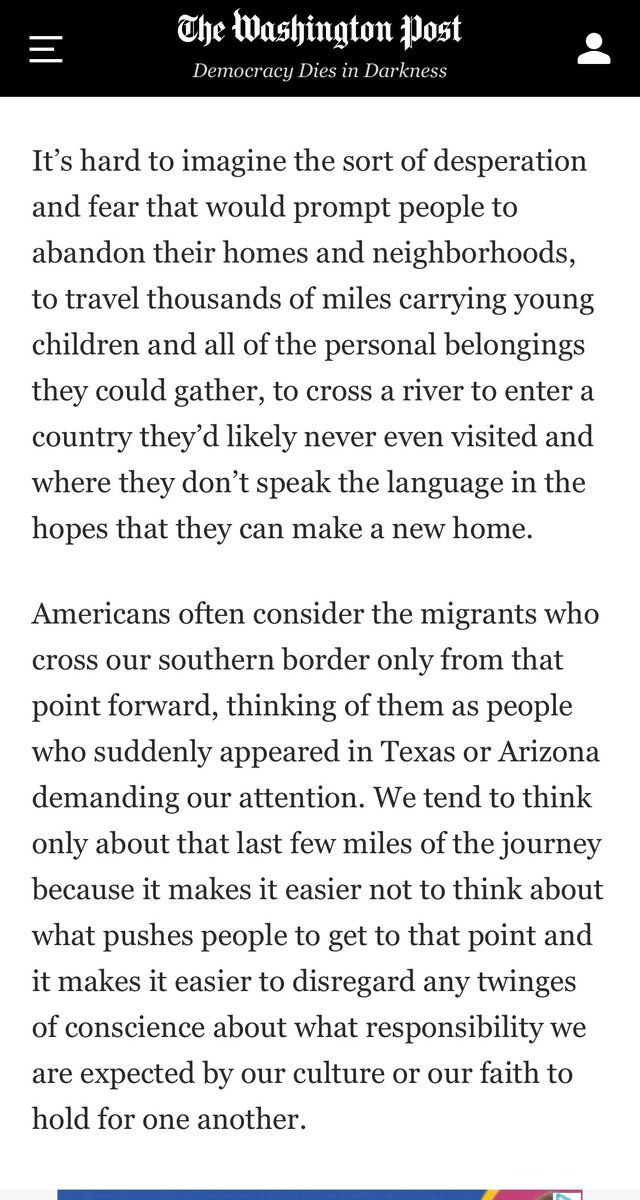 The Washington Post
Democracy Dies in Darkness
It’s hard to imagine the sort of desperation
and fear that would prompt people to
abandon their homes and neighborhoods,
to travel thousands of miles carrying young
children and all of the personal belongings
they could gather, to cross a river to enter a
country they’d likely never even visited and
where they don’t speak the language in the
hopes that they can make a new home.
Americans often consider the migrants who
cross our southern border only from that
point forward, thinking of them as people
who suddenly appeared in Texas or Arizona
demanding our attention. We tend to think
only about that last few miles of the journey
because it makes it easier not to think about
what pushes people to get to that point and
it makes it easier to disregard any twinges
of conscience about what responsibility we
are expected by our culture or our faith to
hold for one another.